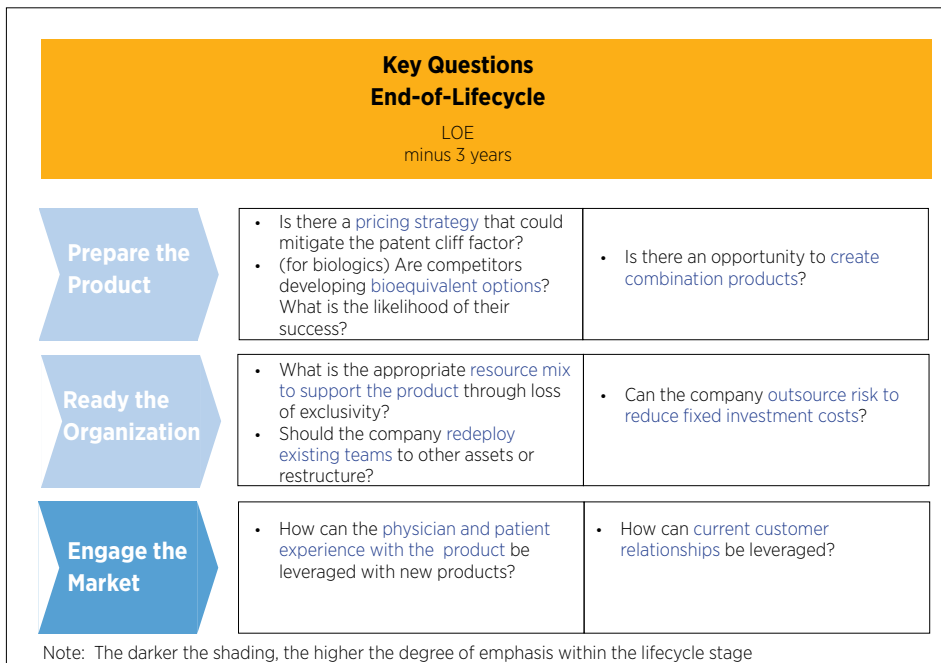 Key Questions
End-of-Lifecycle
LOE
minus 3 years
Prepare the
Product
• Is there a pricing strategy that could
mitigate the patent cliff factor?
• (for biologics) Are competitors
developing bioequivalent options?
What is the likelihood of their
success?
• Is there an opportunity to create
combination products?
Ready the
Organization
• What is the appropriate resource mix
to support the product through loss
of exclusivity?
• Should the company redeploy
existing teams to other assets or
restructure?
• Can the company outsource risk to
reduce fixed investment costs?
Engage the
Market
• How can the physician and patient
experience with the product be
leveraged with new products?
• How can current customer
relationships be leveraged?
Note: The darker the shading, the higher the degree of emphasis within the lifecycle stage